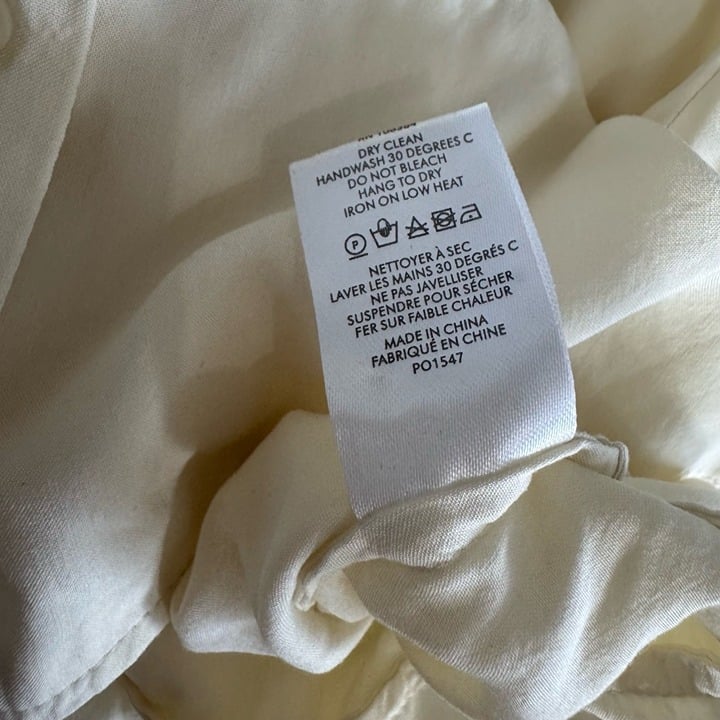 DRY CLEAN
HANDWASH 30 DEGREES C
DO NOT BLEACH
HANG TO DRY
IRON ON LOW HEAT
P
NETTOYER À SEC
LAVER LES MAINS 30 DEGRÉS C
NE PAS JAVELLISER
SUSPENDRE POUR SÉCHER
FER SUR FAIBLE CHALEUR
MADE IN CHINA
FABRIQUÉ EN CHINE
PO1547